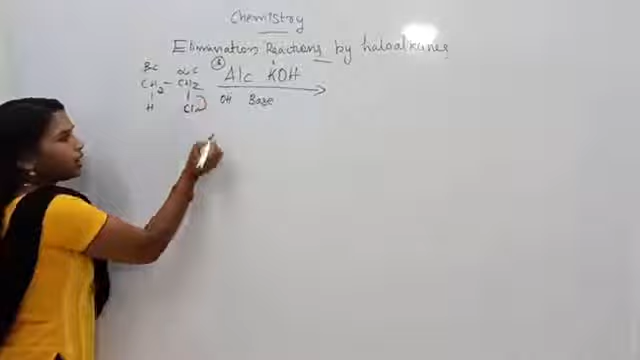 Chemistry
Elimination Reactions by haloalkanes
βC αC
CH2 - CH2
H Cl
Alc KOH
OH Base